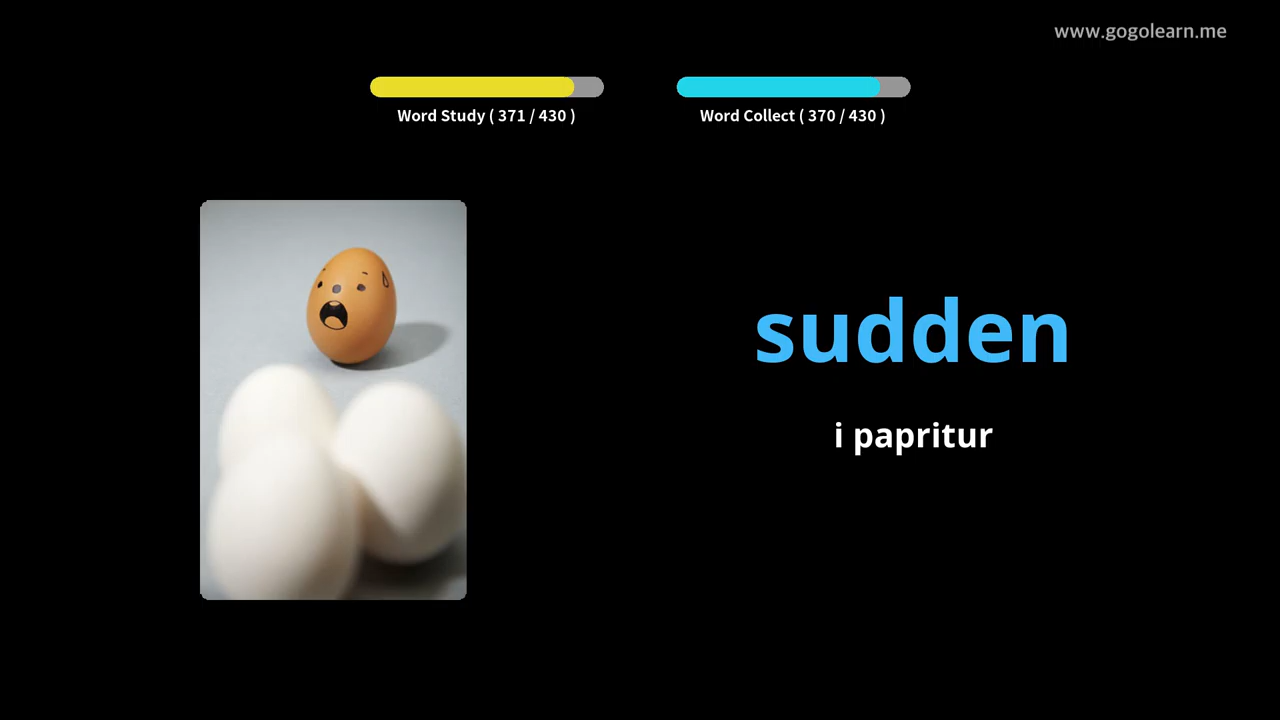 www.gogolearn.me
Word Study ( 371 / 430 )
Word Collect ( 370 / 430 )
sudden
i papritur